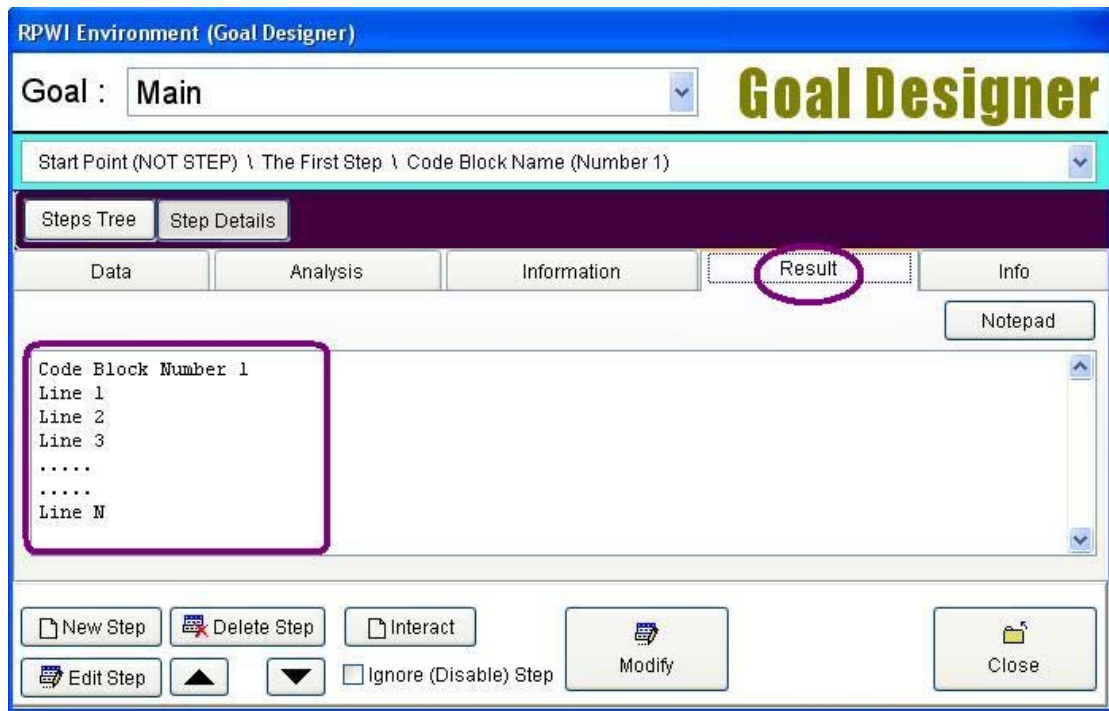 RPWI Environment (Goal Designer)
Goal : Main
Goal Designer
Start Point (NOT STEP) \ The First Step \ Code Block Name (Number 1)
Steps Tree Step Details
Data Analysis Information Result Info
Notepad
Code Block Number 1
Line 1
Line 2
Line 3
.....
.....
Line N
New Step Delete Step Interact
Edit Step Ignore (Disable) Step Modify Close